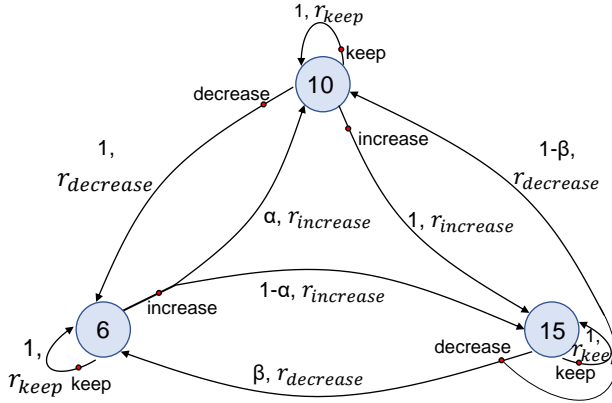 1, r_keep
keep
10
decrease
increase
1,
r_decrease
1-β,
r_decrease
α, r_increase
1, r_increase
1-α, r_increase
increase
6
15
1,
r_keep
keep
decrease
1,
r_kee
keep
β, r_decrease